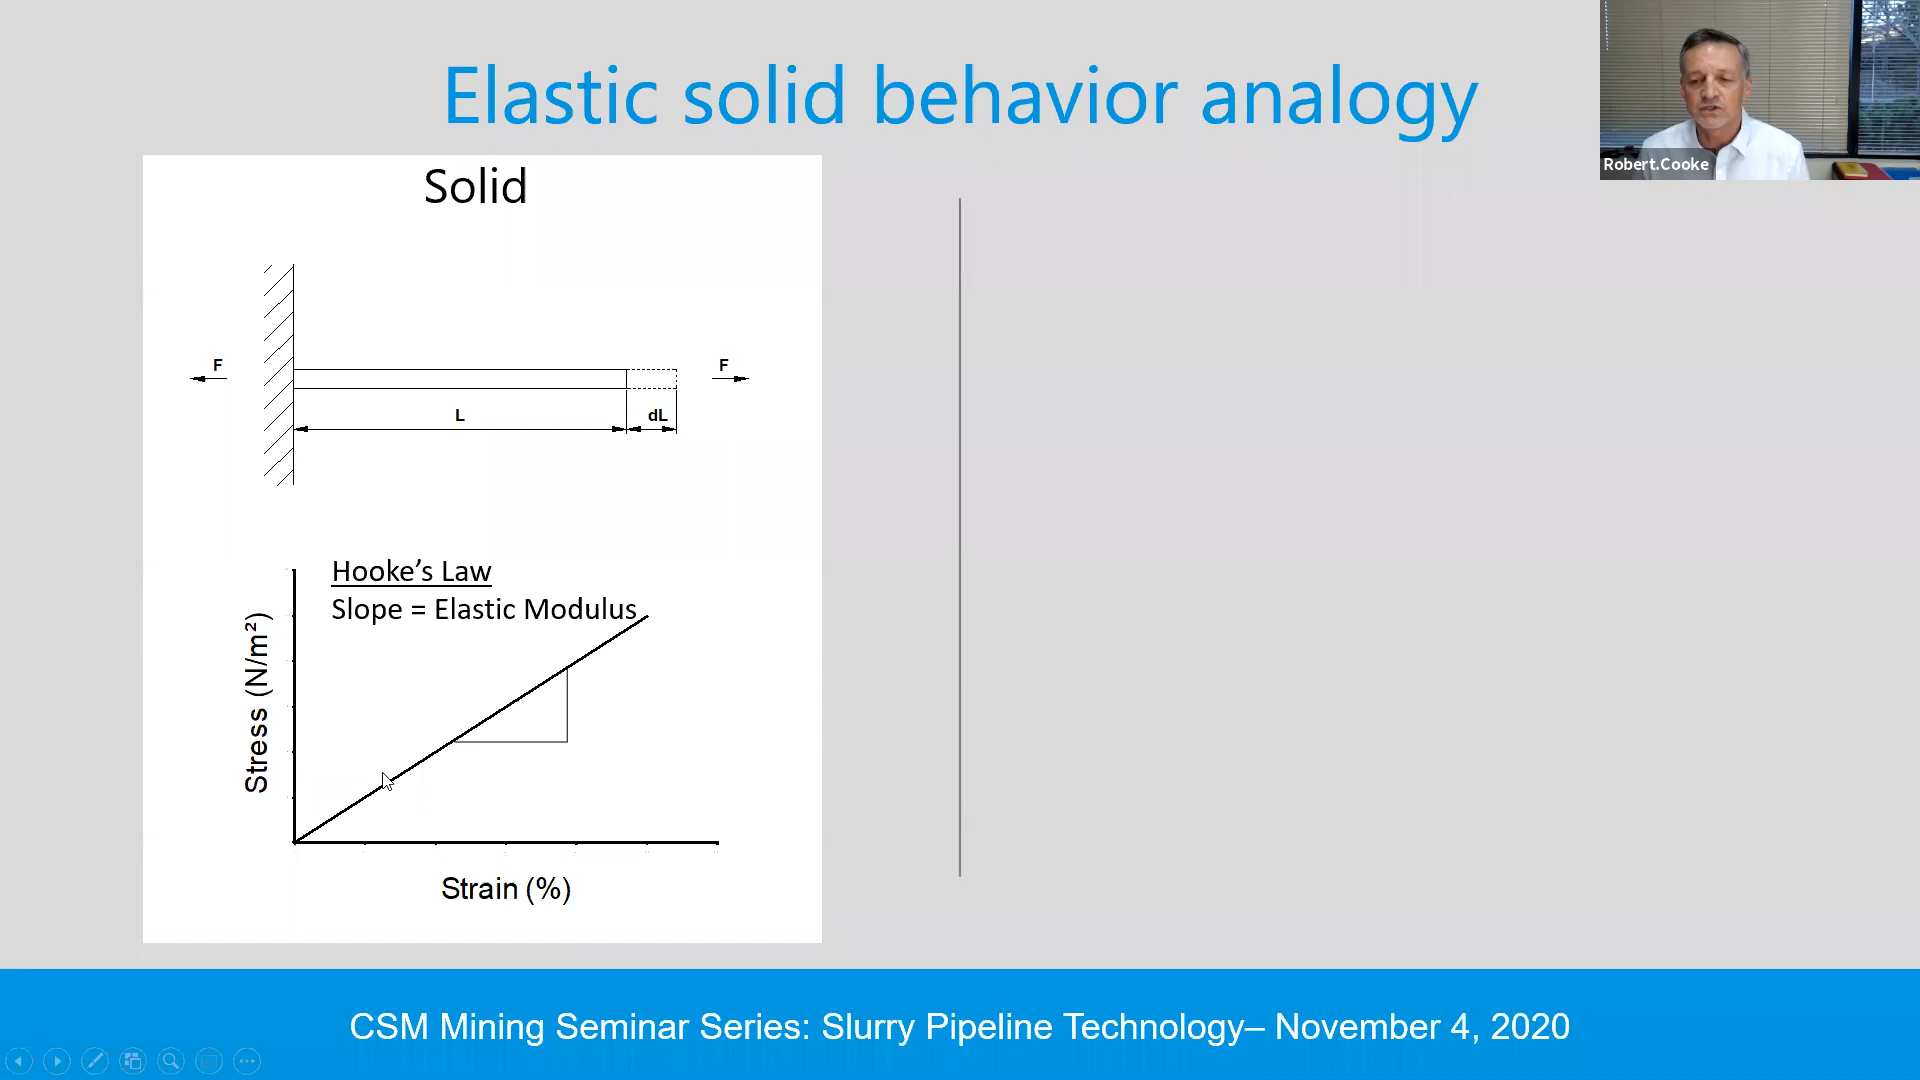 Elastic solid behavior analogy
Robert.Cooke
Solid
F
F
L
dL
Hooke’s Law
Slope = Elastic Modulus
Stress (N/m²)
Strain (%)
CSM Mining Seminar Series: Slurry Pipeline Technology– November 4, 2020